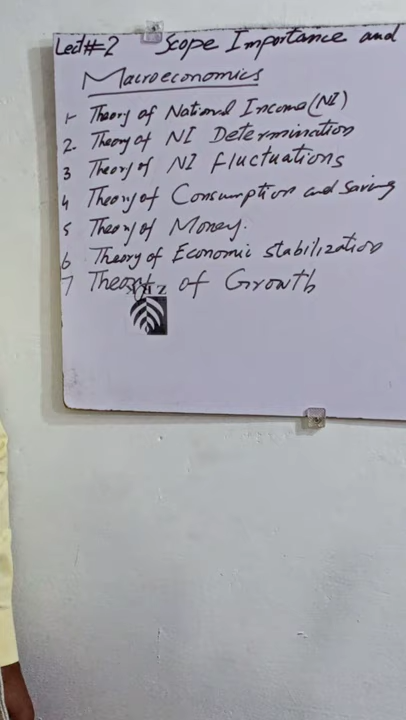 Lect#2 Scope Importance and
Macroeconomics
1- Theory of National Income (NI)
2. Theory of NI Determination
3 Theory of NI Fluctuations
4 Theory of Consumption and Saving
5 Theory of Money.
6 Theory of Economic Stabilization
7 Theory of Growth